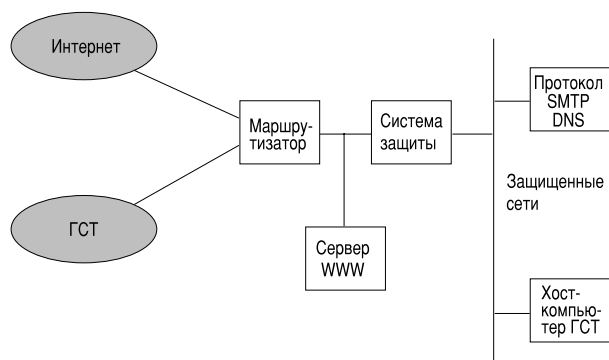 Интернет
ГСТ
Маршру-
тизатор
Система
защиты
Сервер
WWW
Протокол
SMTP
DNS
Защищенные
сети
Хост-
компью-
тер ГСТ